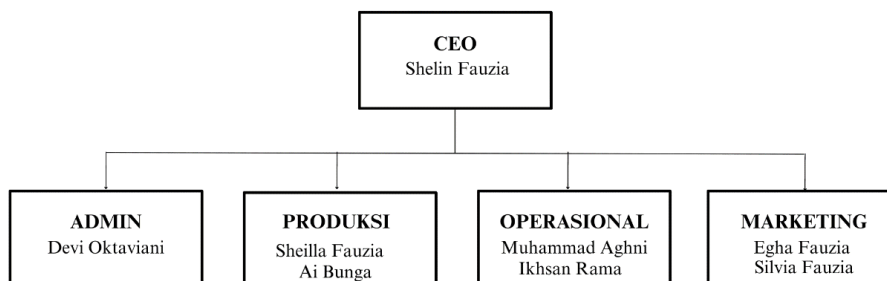 CEO
Shelin Fauzia
ADMIN
Devi Oktaviani
PRODUKSI
Sheilla Fauzia
Ai Bunga
OPERASIONAL
Muhammad Aghni
Ikhsan Rama
MARKETING
Egha Fauzia
Silvia Fauzia